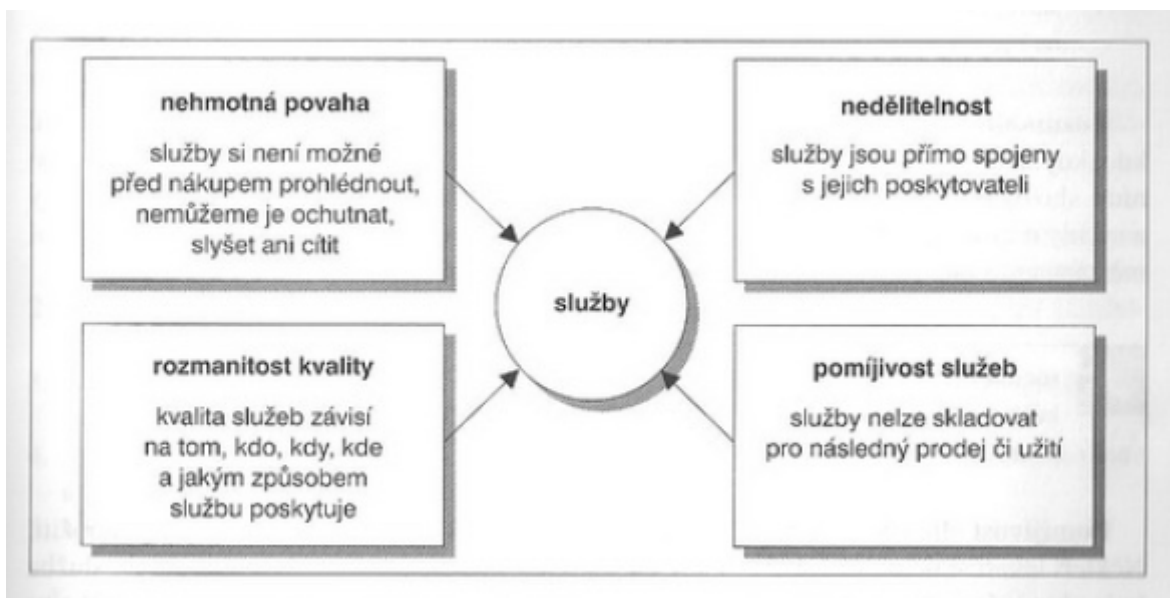 nehmotná povaha
služby si není možné
před nákupem prohlédnout,
nemůžeme je ochutnat,
slyšet ani cítit
nedělitelnost
služby jsou přímo spojeny
s jejich poskytovateli
služby
rozmanitost kvality
kvalita služeb závisí
na tom, kdo, kdy, kde
a jakým způsobem
službu poskytuje
pomíjivost služeb
služby nelze skladovat
pro následný prodej či užití